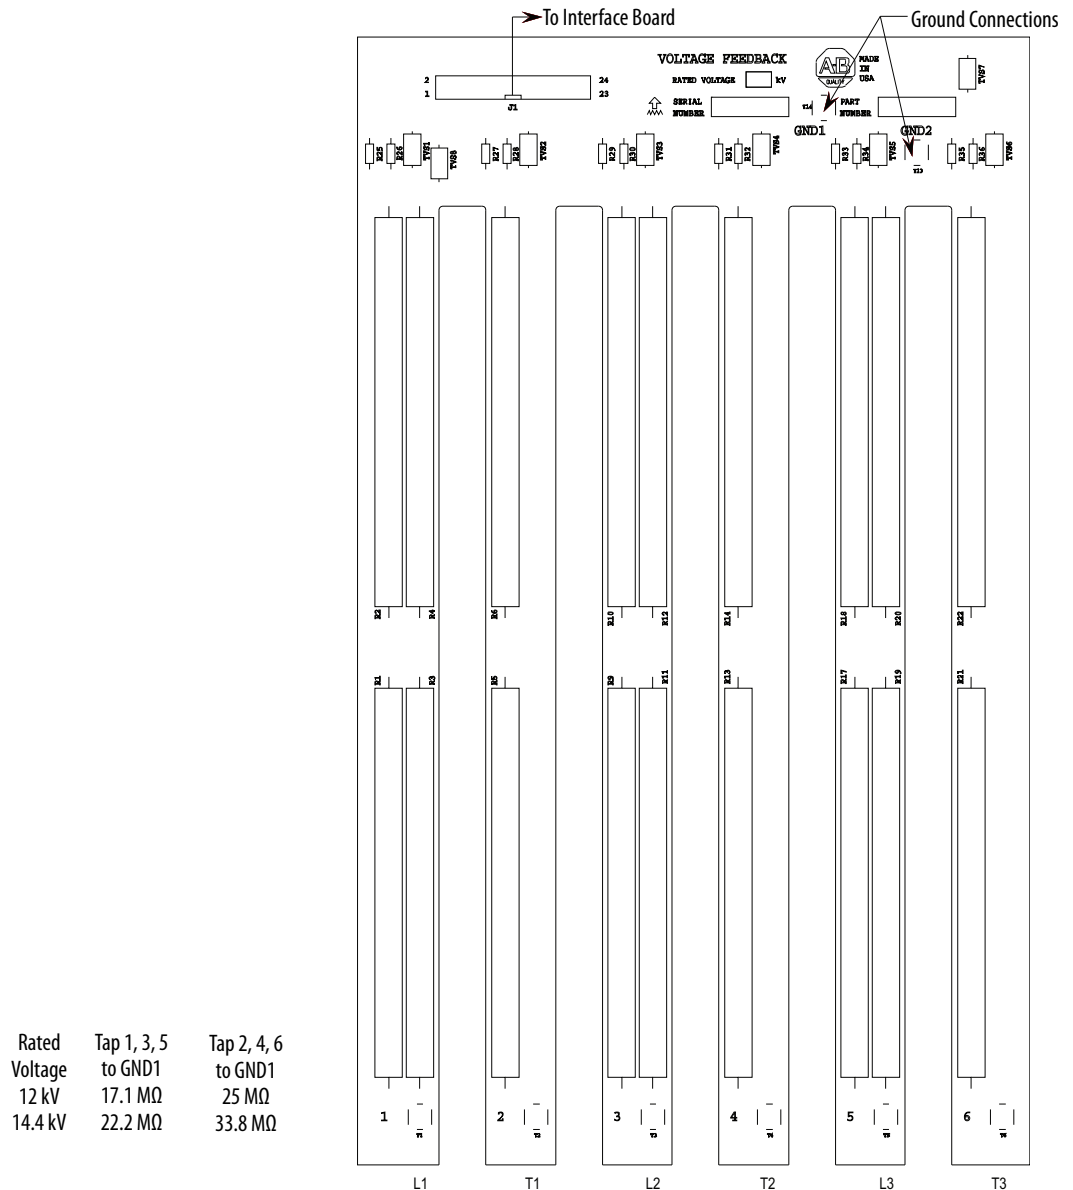 To Interface Board
Ground Connections
VOLTAGE FEEDBACK
RATED VOLTAGE kV
A-B
QUALITY
MADE
IN
USA
TVS7
2 24
1 23
J1
SERIAL
NUMBER
PART
NUMBER
GND1
GND2
R25 R26 TVS1 TVS8
R27 R28 TVS2
R29 R30 TVS3
R31 R32 TVS4
R33 R34 TVS5
R35 R36 TVS6
R2 R4 R6 R10 R12 R14 R18 R20 R22
R1 R3 R5 R9 R11 R13 R17 R19 R21
Rated Tap 1, 3, 5 Tap 2, 4, 6
Voltage to GND1 to GND1
12 kV 17.1 MΩ 25 MΩ
14.4 kV 22.2 MΩ 33.8 MΩ
1 2 3 4 5 6
L1 T1 L2 T2 L3 T3